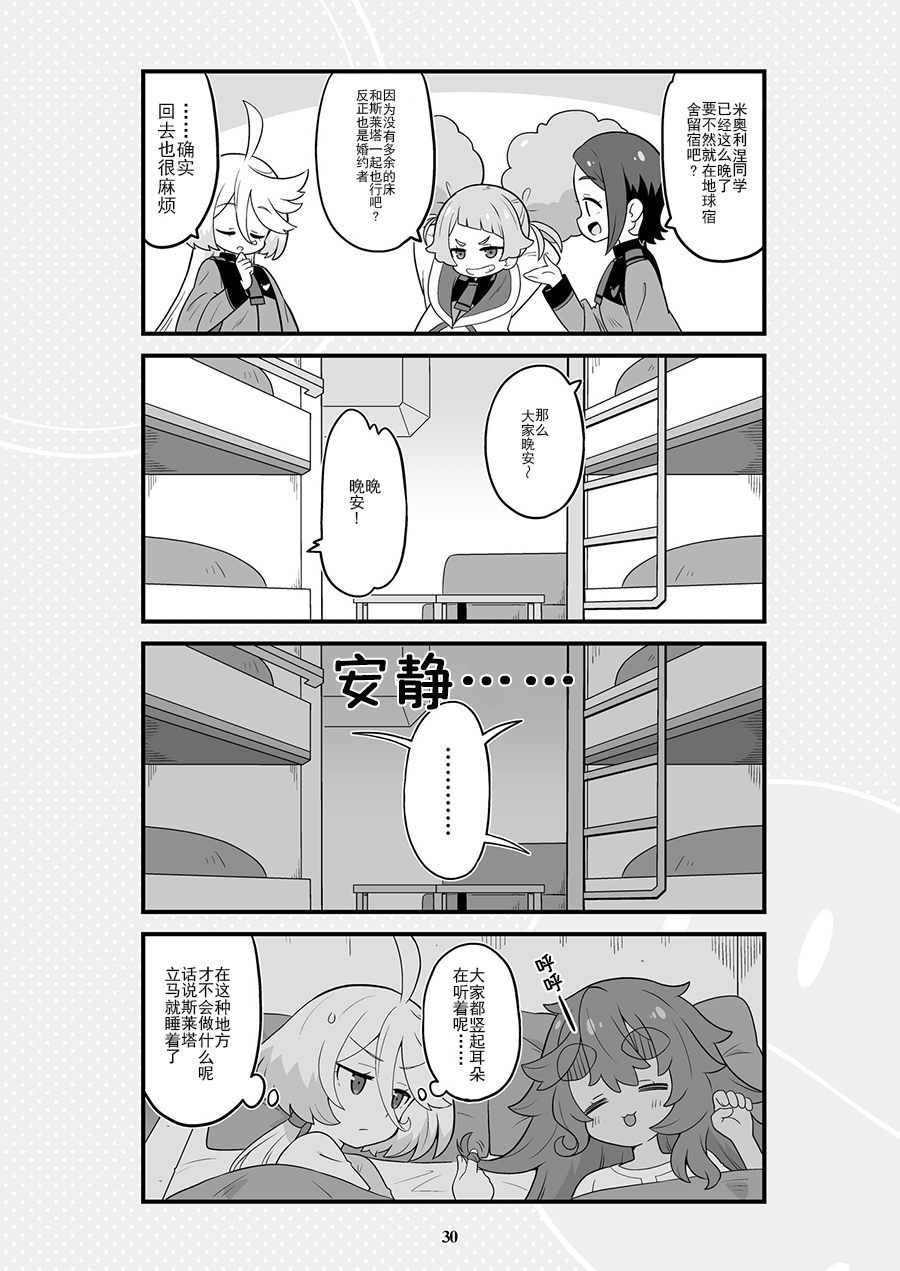 米奥利涅同学
已经这么晚了
要不然就在地球宿
舍留宿吧？
因为没有多余的床
和斯莱塔一起也行吧？
反正也是婚约者
……确实
回去也很麻烦
那么
大家晚安～
晚
晚安！
安静……
…………
呼
呼
大家都竖起耳朵
在听着呢……
在这种地方
才不会做什么呢
话说斯莱塔
立马就睡着了
30